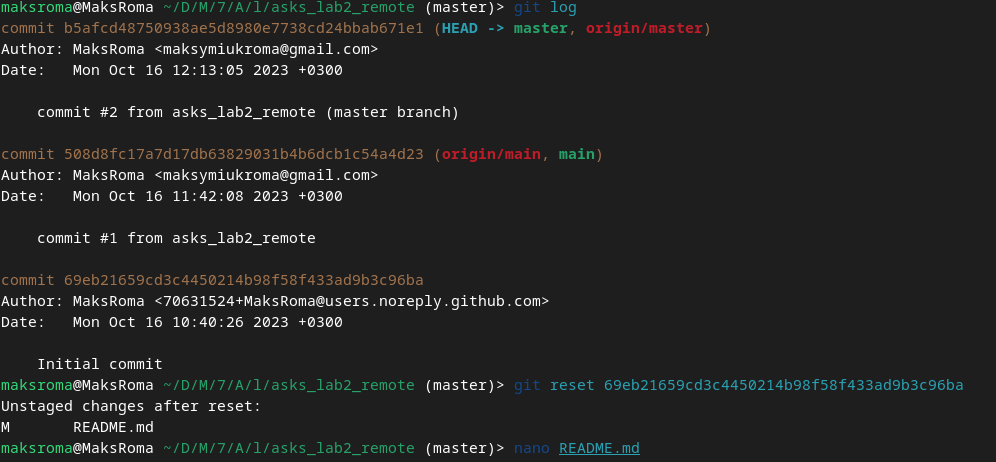 maksroma@MaksRoma ~/D/M/7/A/l/asks_lab2_remote (master)> git log
commit b5afcd48750938ae5d8980e7738cd24bbab671e1 (HEAD -> master, origin/master)
Author: MaksRoma <maksymiukroma@gmail.com>
Date:   Mon Oct 16 12:13:05 2023 +0300
    commit #2 from asks_lab2_remote (master branch)
commit 508d8fc17a7d17db63829031b4b6dcb1c54a4d23 (origin/main, main)
Author: MaksRoma <maksymiukroma@gmail.com>
Date:   Mon Oct 16 11:42:08 2023 +0300
    commit #1 from asks_lab2_remote
commit 69eb21659cd3c4450214b98f58f433ad9b3c96ba
Author: MaksRoma <70631524+MaksRoma@users.noreply.github.com>
Date:   Mon Oct 16 10:40:26 2023 +0300
    Initial commit
maksroma@MaksRoma ~/D/M/7/A/l/asks_lab2_remote (master)> git reset 69eb21659cd3c4450214b98f58f433ad9b3c96ba
Unstaged changes after reset:
M       README.md
maksroma@MaksRoma ~/D/M/7/A/l/asks_lab2_remote (master)> nano README.md